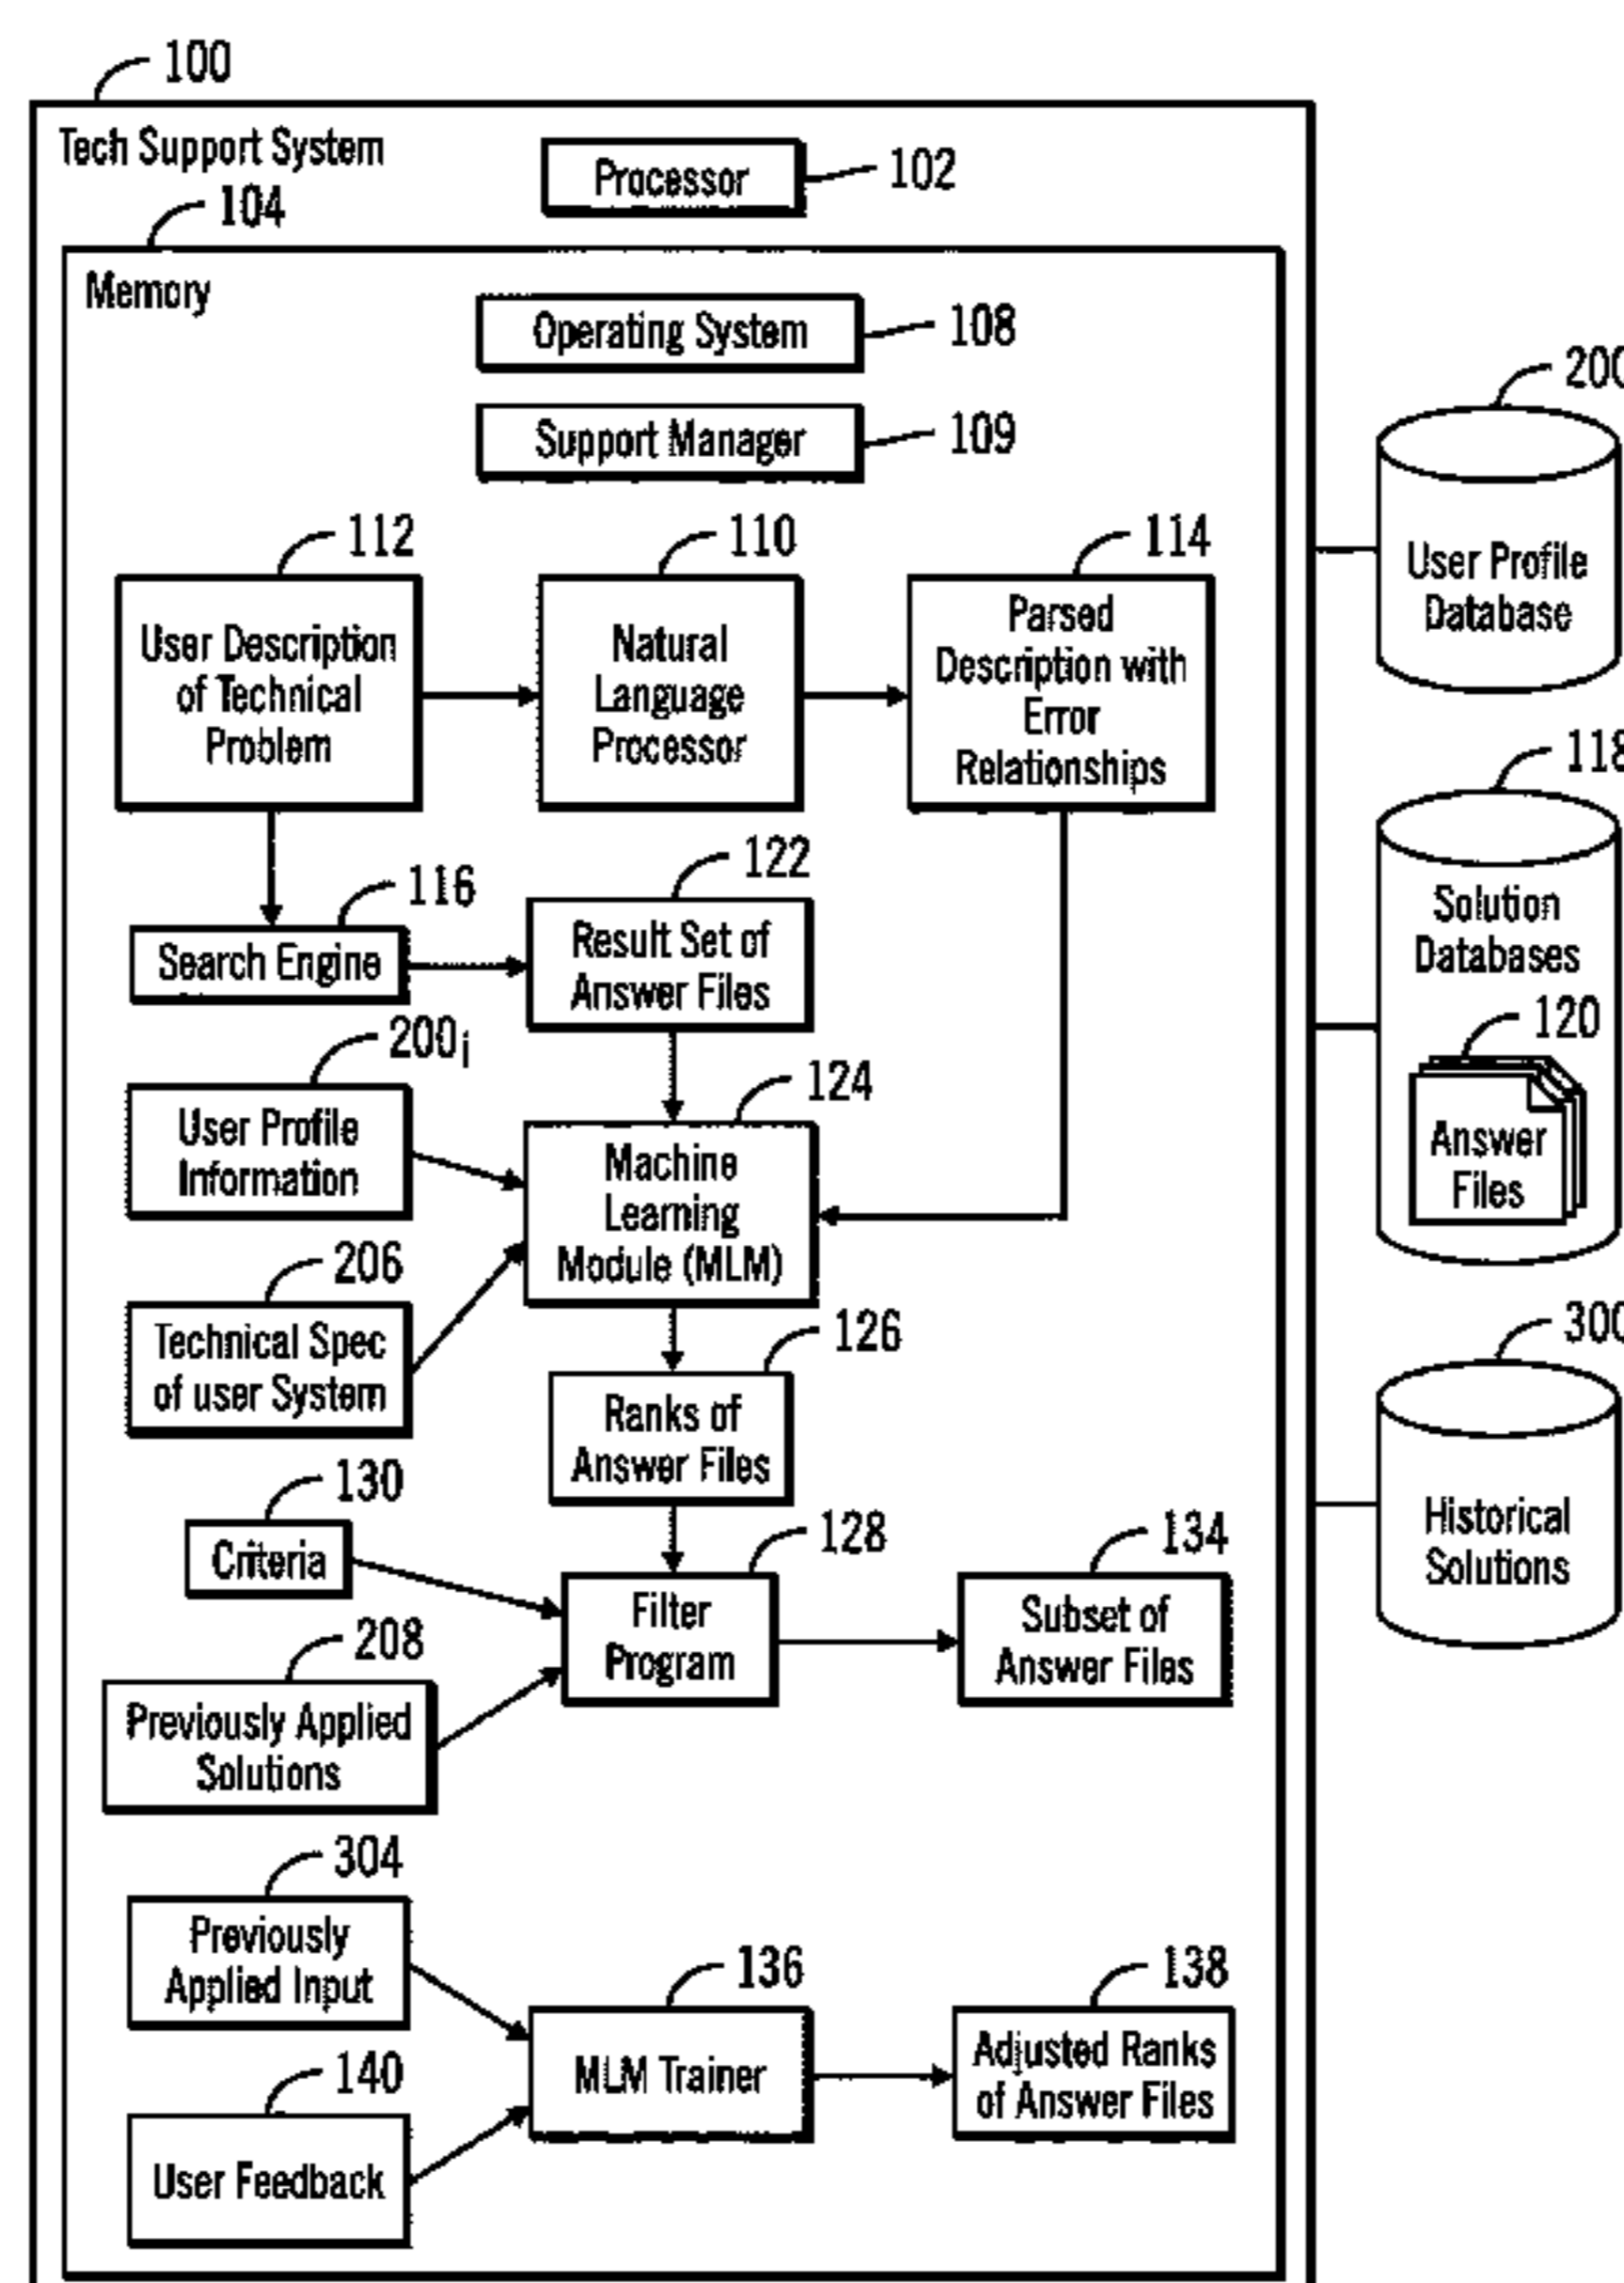 100
Tech Support System
Processor
102
104
Memory
Operating System
108
Support Manager
109
112
110
114
User Description
of Technical
Problem
Natural
Language
Processor
Parsed
Description with
Error
Relationships
116
122
Search Engine
Result Set of
Answer Files
200i
124
User Profile
Information
Machine
Learning
Module (MLM)
206
126
Technical Spec
of user System
Ranks of
Answer Files
130
128
134
Criteria
Filter
Program
Subset of
Answer Files
208
Previously Applied
Solutions
304
Previously
Applied Input
136
138
MLM Trainer
Adjusted Ranks
of Answer Files
140
User Feedback
200
User Profile
Database
118
Solution
Databases
120
Answer
Files
300
Historical
Solutions